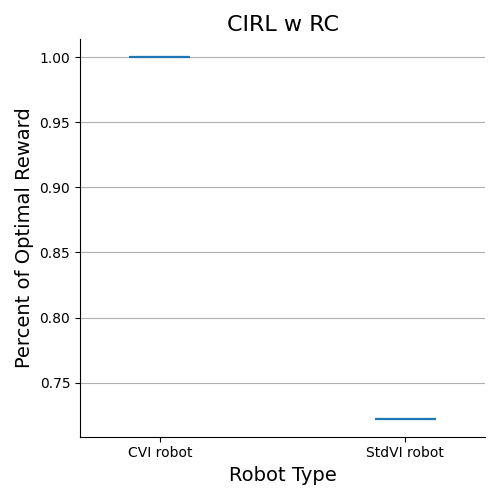 CIRL w RC
Percent of Optimal Reward
1.00
0.95
0.90
0.85
0.80
0.75
CVI robot
StdVI robot
Robot Type